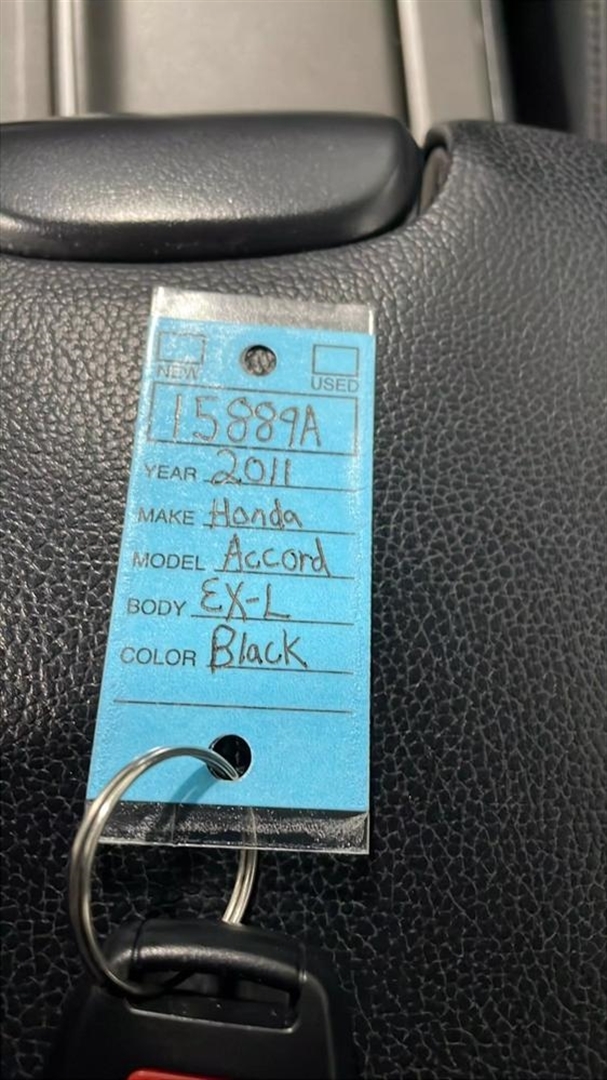 NEW USED
15889A
YEAR 2011
MAKE Honda
MODEL Accord
BODY EX-L
COLOR Black